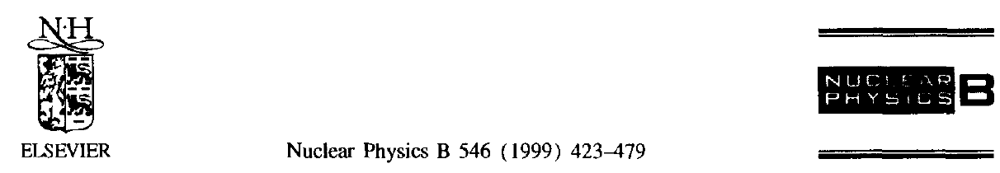 N·H
NUCLEAR
PHYSICS B
ELSEVIER
Nuclear Physics B 546 (1999) 423–479